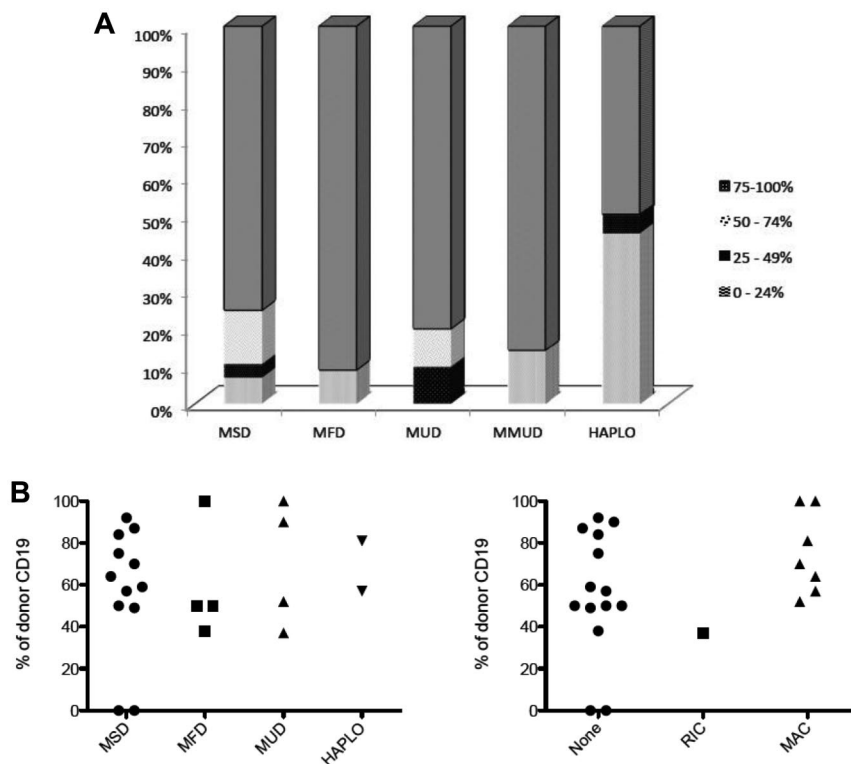 A
100%
90%
80%
70%
60%
50%
40%
30%
20%
10%
0%
MSD MFD MUD MMUD HAPLO
75-100%
50 - 74%
25 - 49%
0 - 24%
B
% of donor CD19
100
80
60
40
20
0
MSD MFD MUD HAPLO
% of donor CD19
100
80
60
40
20
0
None RIC MAC